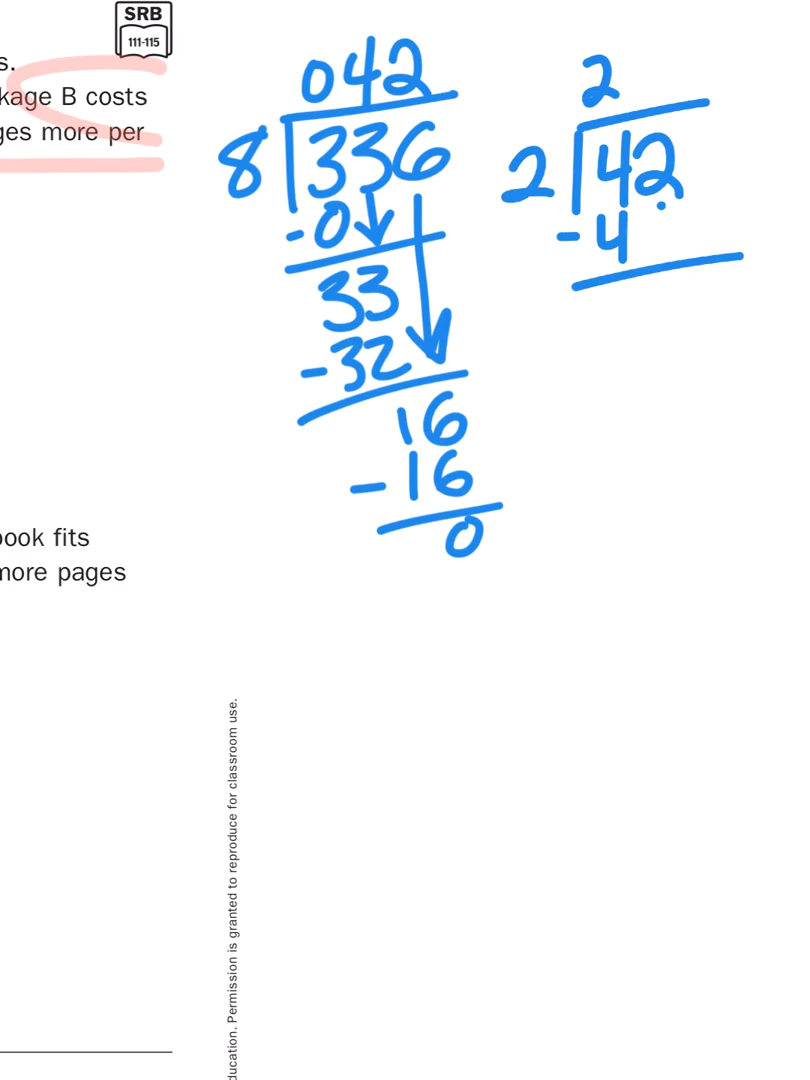 SRB
111-115
s.
kage B costs
ges more per
042
8 336
-0
33
-32
16
-16
0
2
2 42
-4
book fits
more pages
ducation. Permission is granted to reproduce for classroom use.